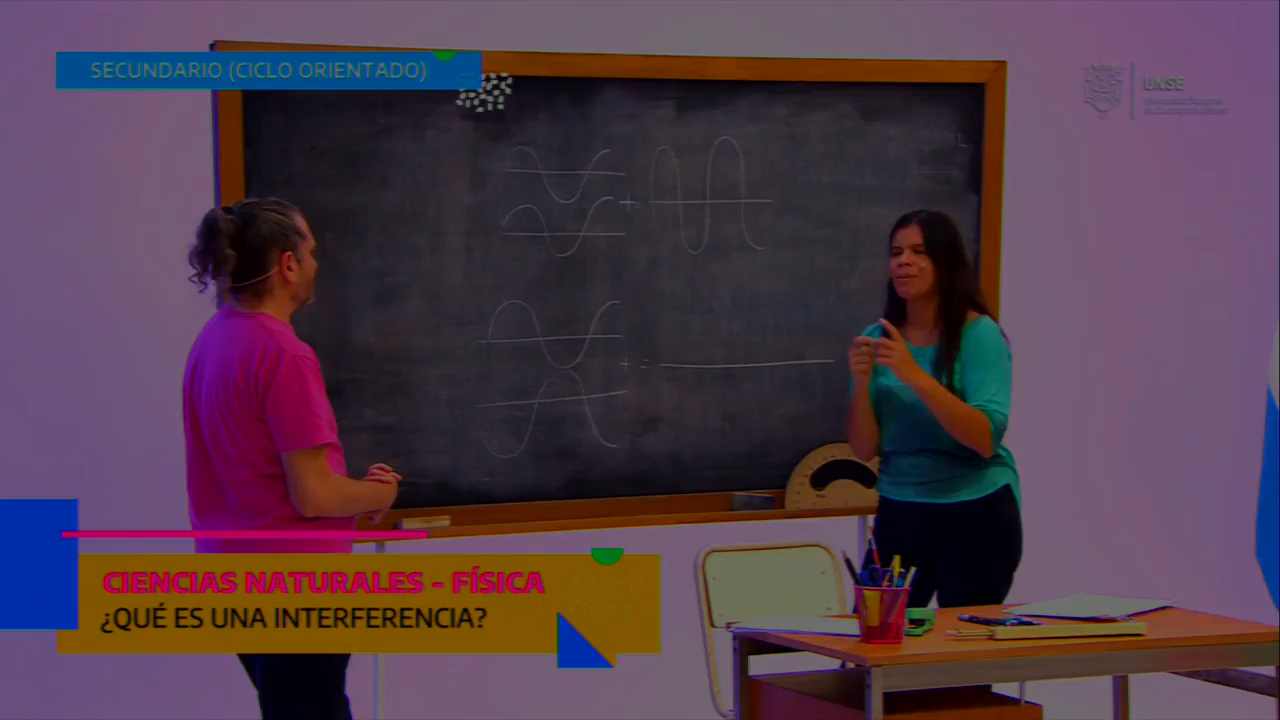 SECUNDARIO (CICLO ORIENTADO)
UNSE
CIENCIAS NATURALES - FÍSICA
¿QUÉ ES UNA INTERFERENCIA?
+ =
+ =